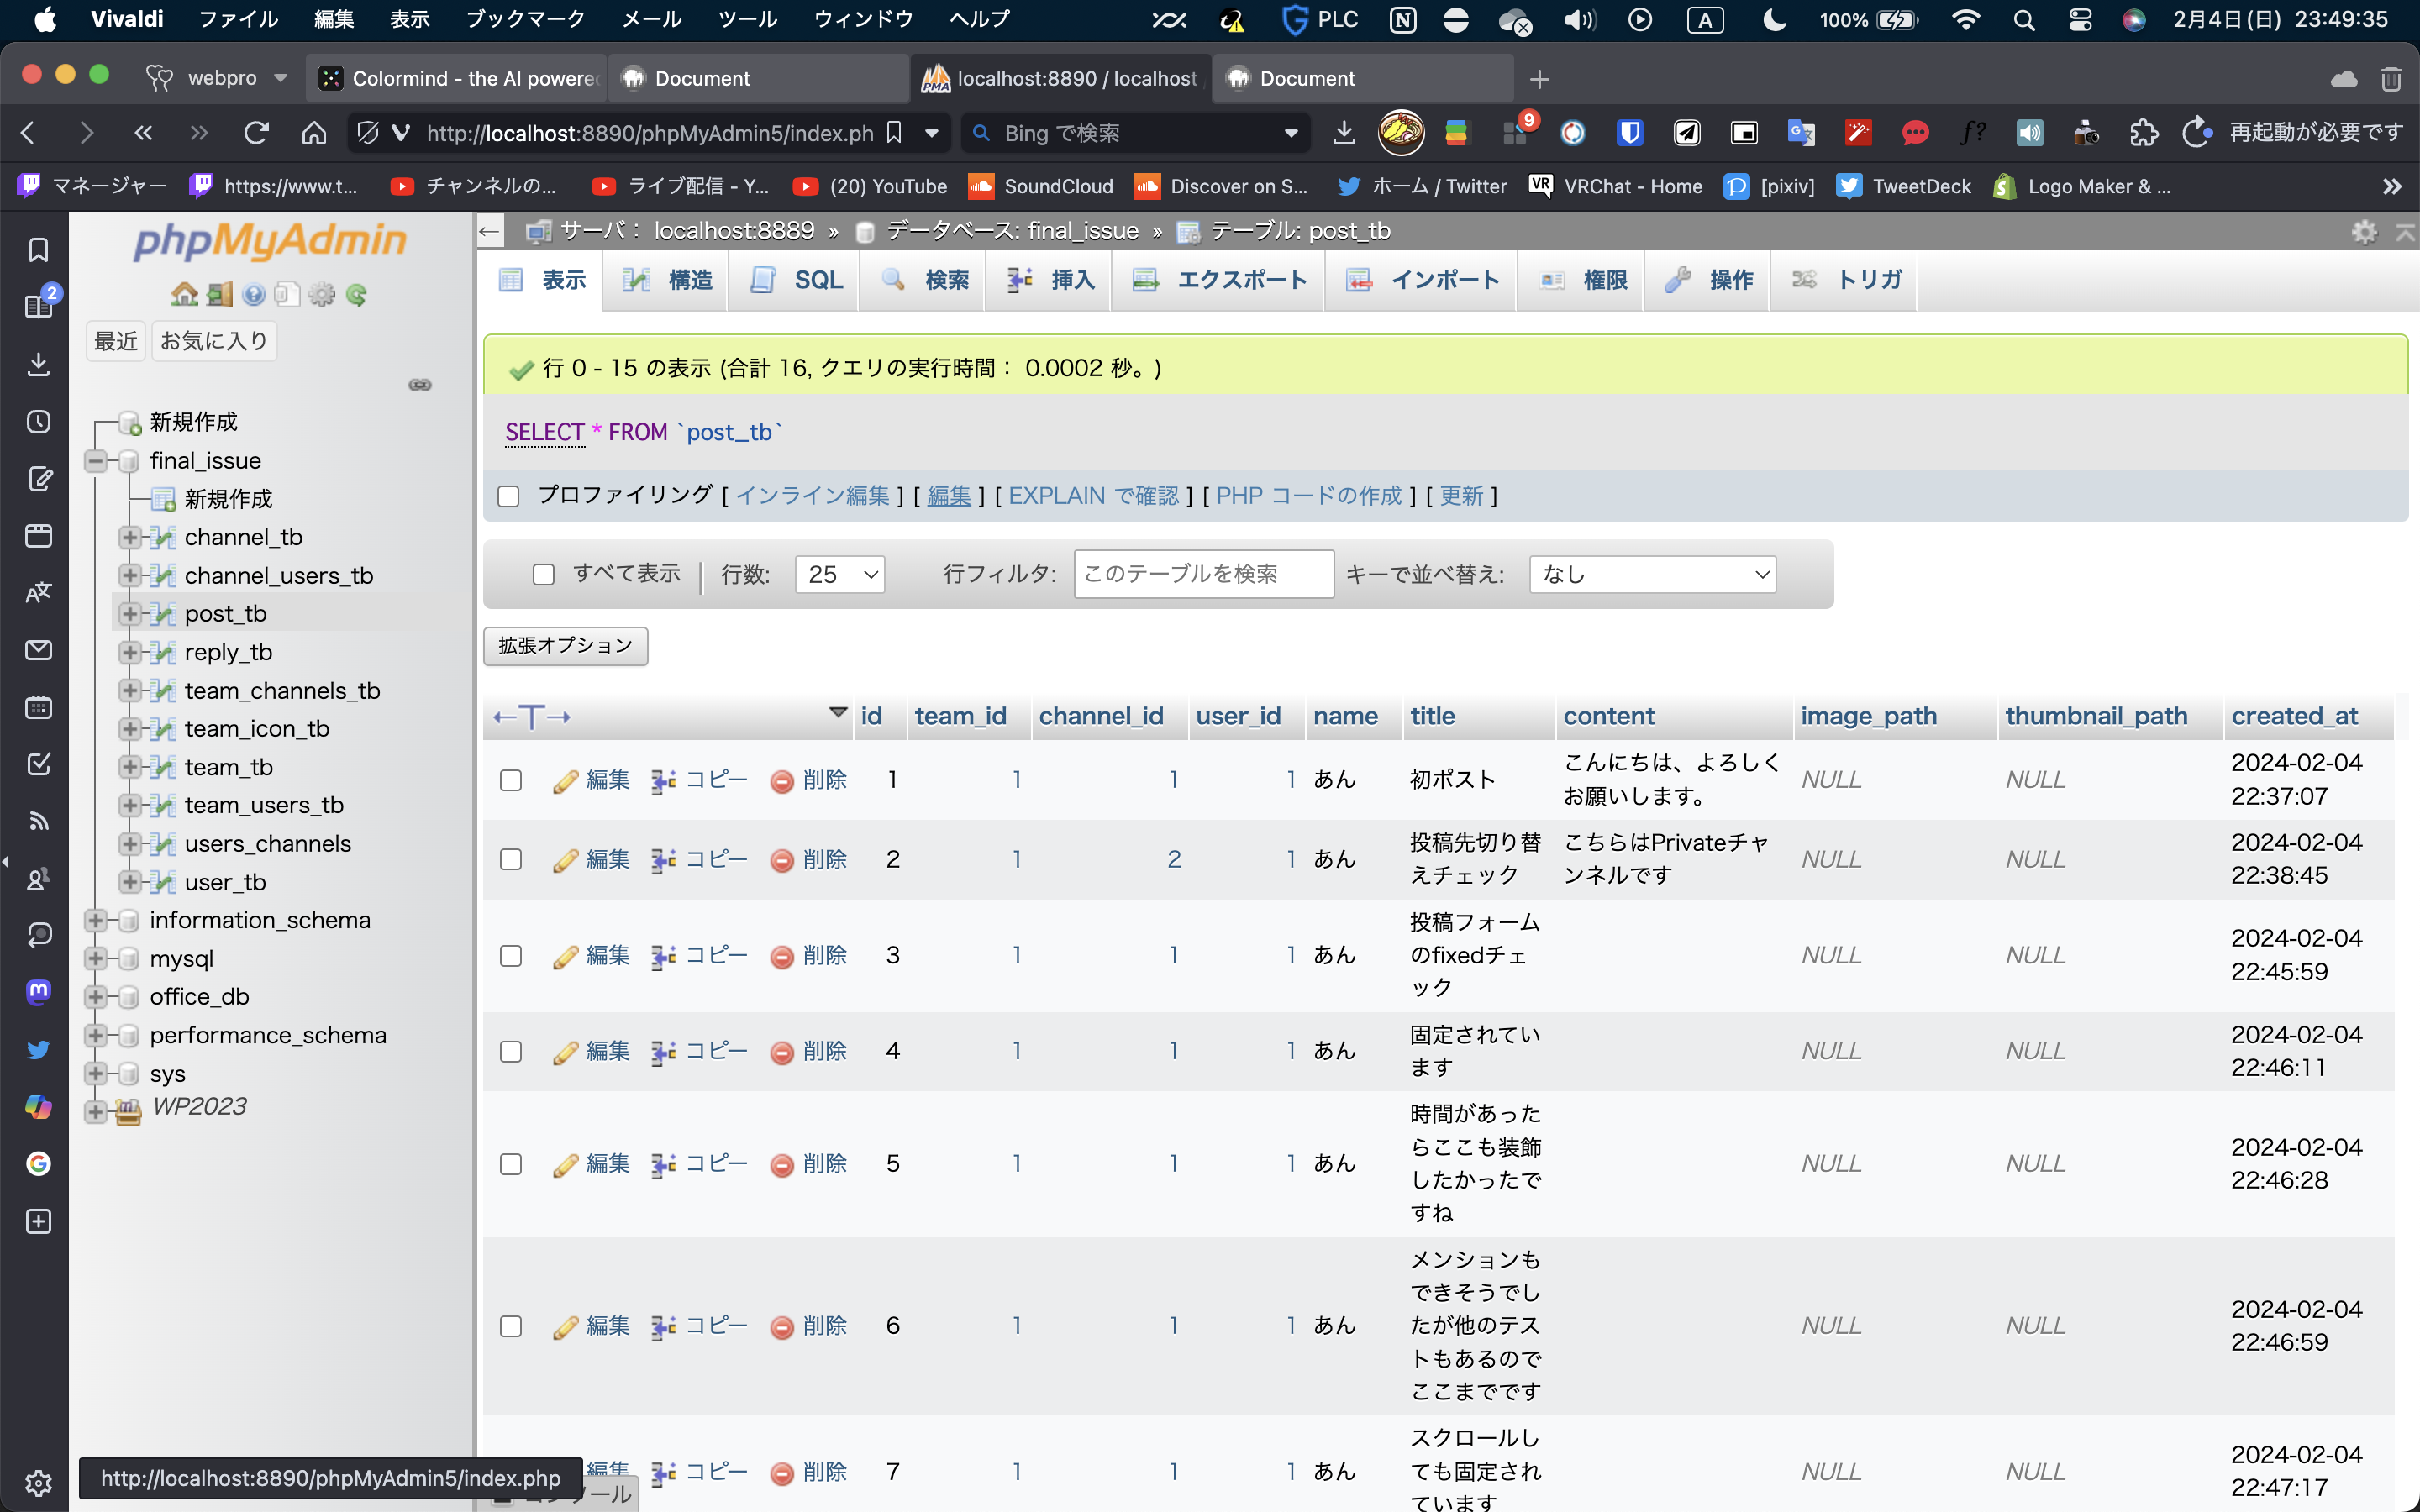 Vivaldi ファイル 編集 表示 ブックマーク メール ツール ウィンドウ ヘルプ PLC A 100% 2月4日(日) 23:49:35
webpro Colormind - the AI powere Document localhost:8890 / localhost Document
http://localhost:8890/phpMyAdmin5/index.ph Bing で検索 9 再起動が必要です
マネージャー https://www.t... チャンネルの... ライブ配信 - Y... (20) YouTube SoundCloud Discover on S... ホーム / Twitter VRChat - Home [pixiv] TweetDeck Logo Maker & ...
2
phpMyAdmin
最近 お気に入り
新規作成
final_issue
新規作成
channel_tb
channel_users_tb
post_tb
reply_tb
team_channels_tb
team_icon_tb
team_tb
team_users_tb
users_channels
user_tb
information_schema
mysql
office_db
performance_schema
sys
WP2023
http://localhost:8890/phpMyAdmin5/index.php
サーバ: localhost:8889 » データベース: final_issue » テーブル: post_tb
表示 構造 SQL 検索 挿入 エクスポート インポート 権限 操作 トリガ
行 0 - 15 の表示 (合計 16, クエリの実行時間: 0.0002 秒。)
SELECT * FROM `post_tb`
プロファイリング [ インライン編集 ] [ 編集 ] [ EXPLAIN で確認 ] [ PHP コードの作成 ] [ 更新 ]
すべて表示 行数: 25 行フィルタ: このテーブルを検索 キーで並べ替え: なし
拡張オプション
←T→ id team_id channel_id user_id name title content image_path thumbnail_path created_at
編集 コピー 削除 1 1 1 1 あん 初ポスト こんにちは、よろしく NULL NULL 2024-02-04
お願いします。 22:37:07
編集 コピー 削除 2 1 2 1 あん 投稿先切り替 こちらはPrivateチャ NULL NULL 2024-02-04
えチェック ンネルです 22:38:45
投稿フォーム
編集 コピー 削除 3 1 1 1 あん のfixedチェ NULL NULL 2024-02-04
ック 22:45:59
編集 コピー 削除 4 1 1 1 あん 固定されてい NULL NULL 2024-02-04
ます 22:46:11
時間があった
らここも装飾
編集 コピー 削除 5 1 1 1 あん したかったで NULL NULL 2024-02-04
すね 22:46:28
メンションも
できそうでし
編集 コピー 削除 6 1 1 1 あん たが他のテス NULL NULL 2024-02-04
トもあるので 22:46:59
ここまでです
スクロールし
編集 コピー 削除 7 1 1 1 あん ても固定され NULL NULL 2024-02-04
ています 22:47:17